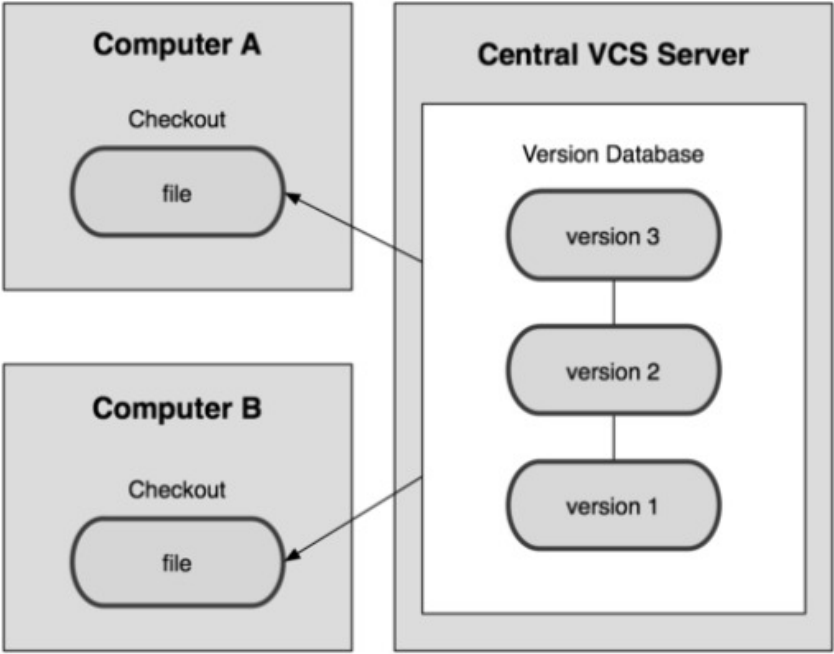 Computer A
Checkout
file
Computer B
Checkout
file
Central VCS Server
Version Database
version 3
version 2
version 1